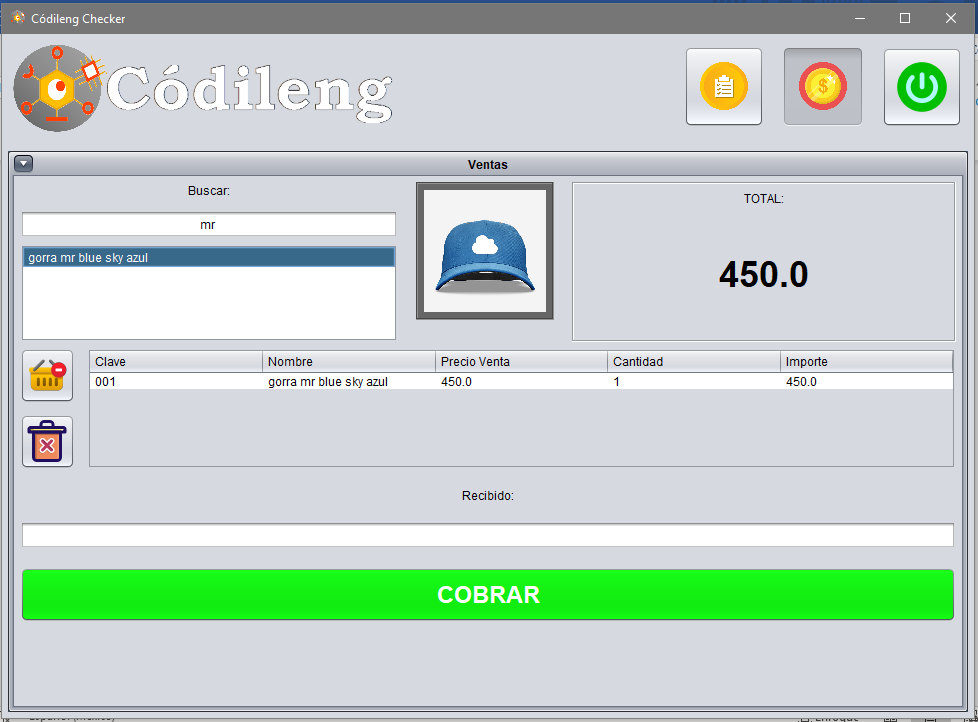 Códileng Checker
Códileng
Ventas
Buscar:
mr
gorra mr blue sky azul
TOTAL:
450.0
Clave Nombre Precio Venta Cantidad Importe
001 gorra mr blue sky azul 450.0 1 450.0
Recibido:
COBRAR